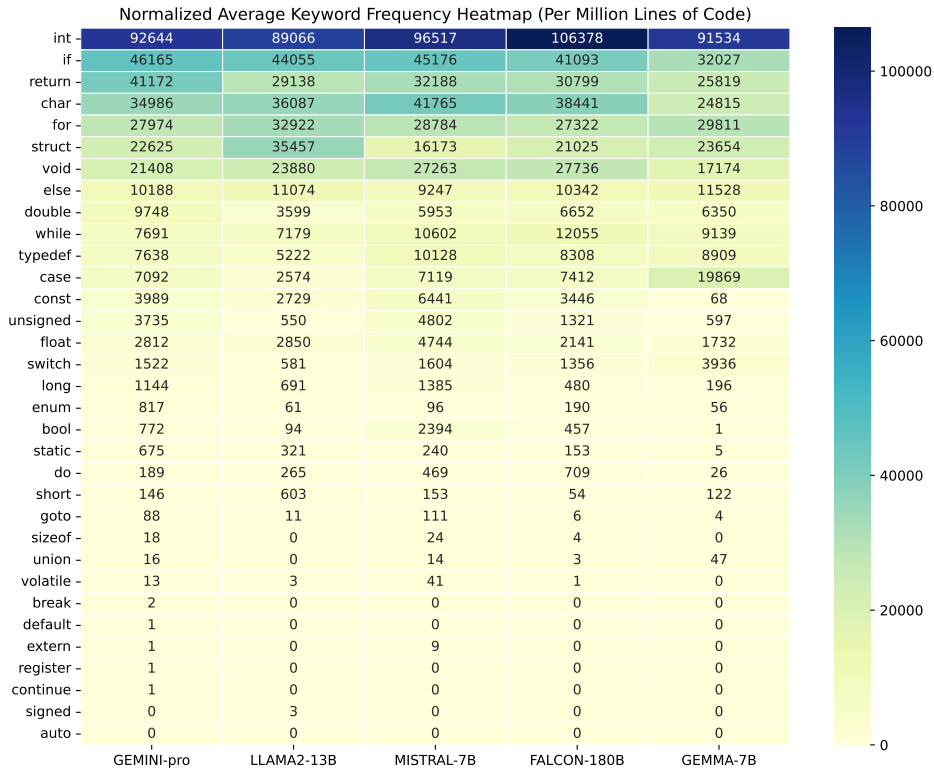 Normalized Average Keyword Frequency Heatmap (Per Million Lines of Code)
int 92644 89066 96517 106378 91534
if 46165 44055 45176 41093 32027
return 41172 29138 32188 30799 25819
char 34986 36087 41765 38441 24815
for 27974 32922 28784 27322 29811
struct 22625 35457 16173 21025 23654
void 21408 23880 27263 27736 17174
else 10188 11074 9247 10342 11528
double 9748 3599 5953 6652 6350
while 7691 7179 10602 12055 9139
typedef 7638 5222 10128 8308 8909
case 7092 2574 7119 7412 19869
const 3989 2729 6441 3446 68
unsigned 3735 550 4802 1321 597
float 2812 2850 4744 2141 1732
switch 1522 581 1604 1356 3936
long 1144 691 1385 480 196
enum 817 61 96 190 56
bool 772 94 2394 457 1
static 675 321 240 153 5
do 189 265 469 709 26
short 146 603 153 54 122
goto 88 11 111 6 4
sizeof 18 0 24 4 0
union 16 0 14 3 47
volatile 13 3 41 1 0
break 2 0 0 0 0
default 1 0 0 0 0
extern 1 0 9 0 0
register 1 0 0 0 0
continue 1 0 0 0 0
signed 0 3 0 0 0
auto 0 0 0 0 0
GEMINI-pro LLAMA2-13B MISTRAL-7B FALCON-180B GEMMA-7B
100000
80000
60000
40000
20000
0